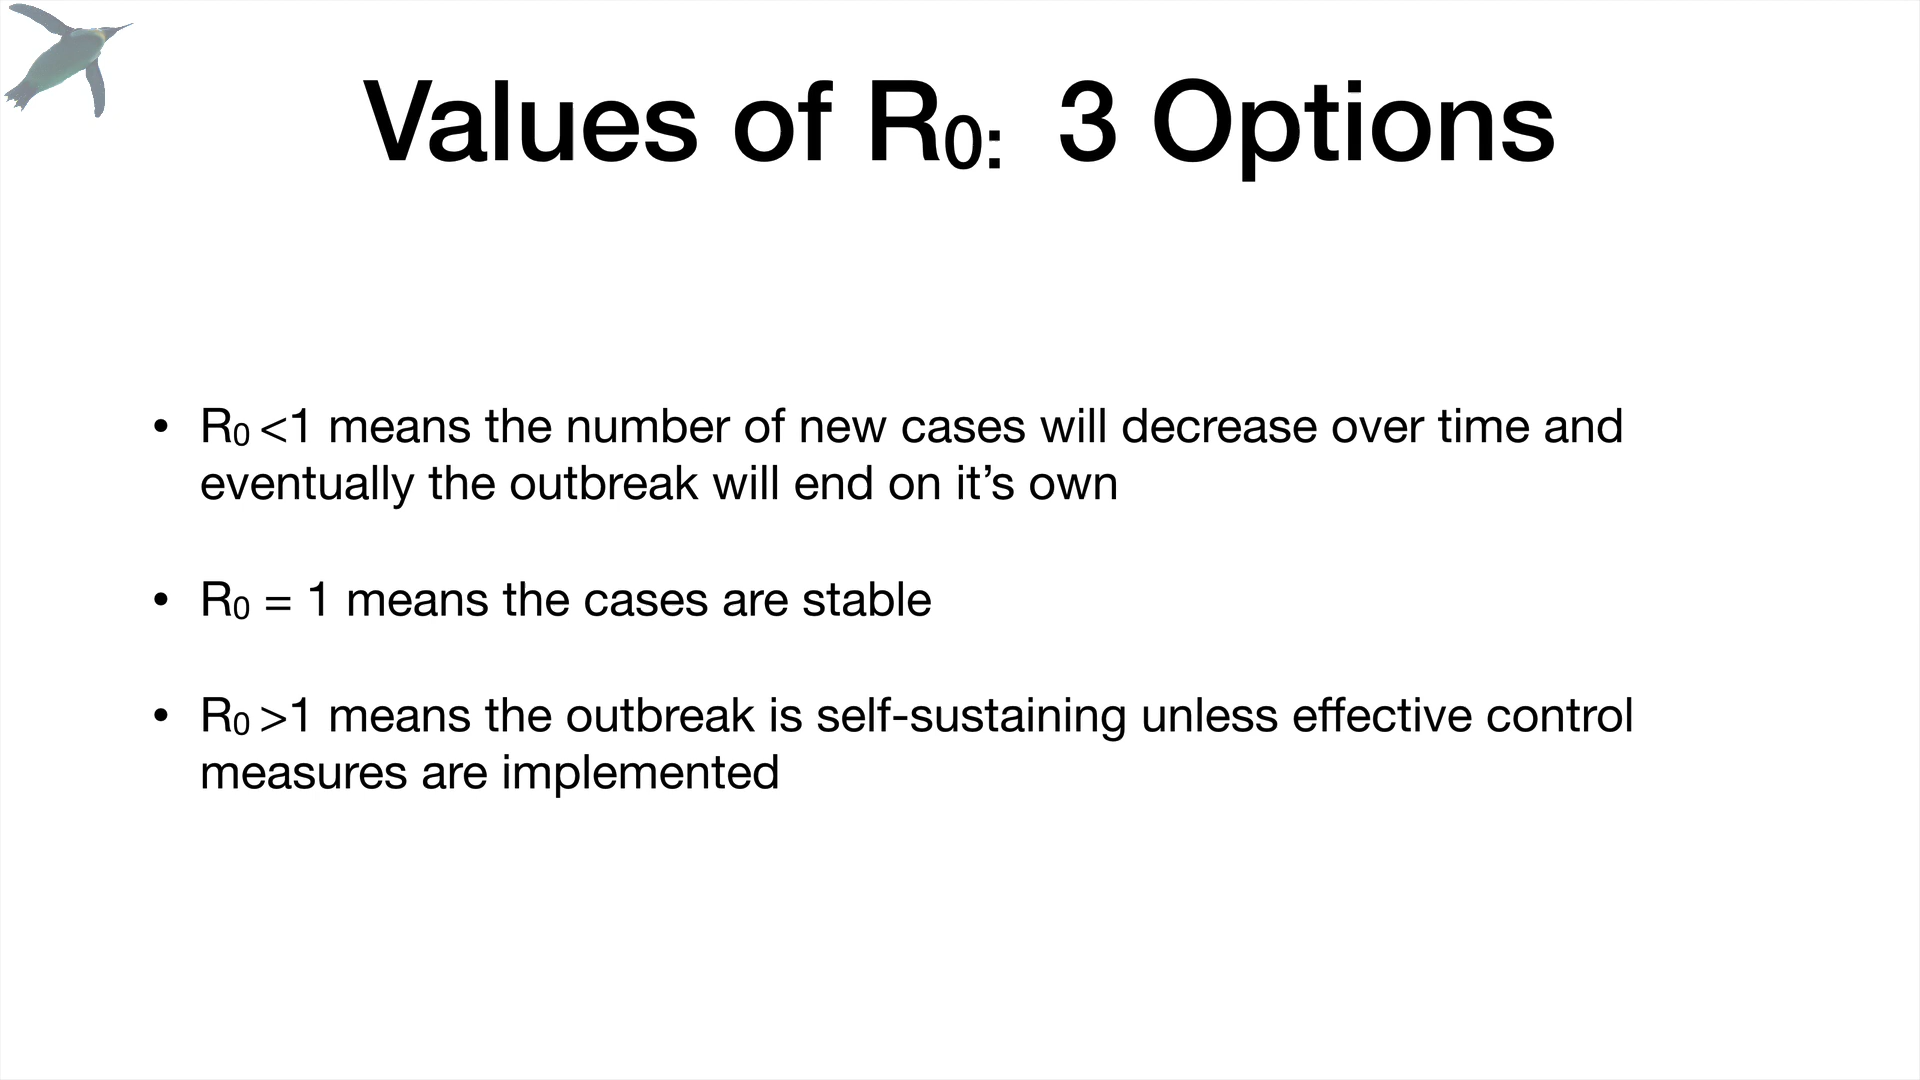 Values of R₀: 3 Options
• R₀ <1 means the number of new cases will decrease over time and
eventually the outbreak will end on it’s own
• R₀ = 1 means the cases are stable
• R₀ >1 means the outbreak is self-sustaining unless effective control
measures are implemented